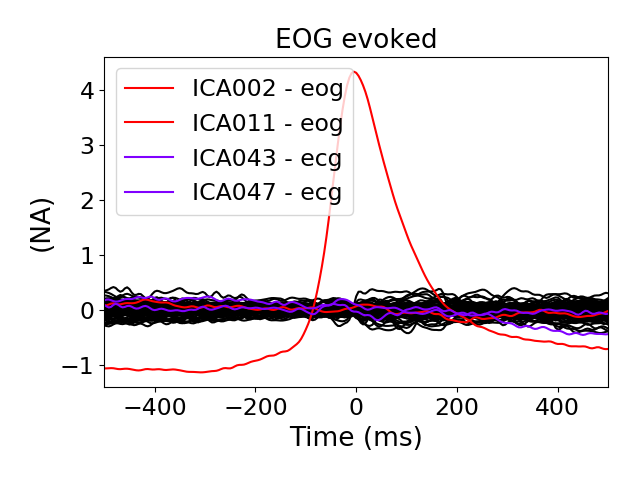 EOG evoked
ICA002 - eog
ICA011 - eog
ICA043 - ecg
ICA047 - ecg
(NA)
4
3
2
1
0
−1
−400
−200
0
200
400
Time (ms)